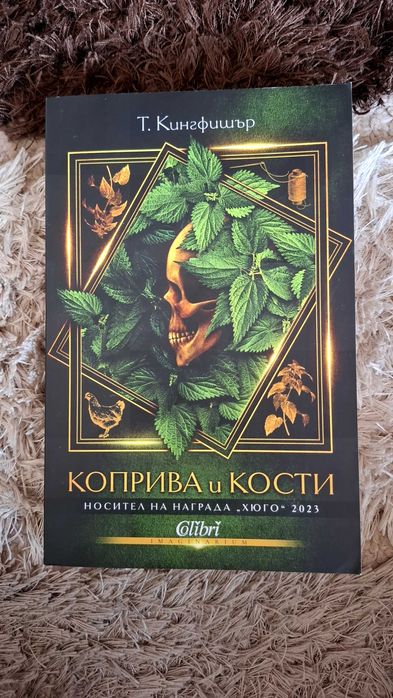 Т. Кингфишър
КОПРИВА и КОСТИ
НОСИТЕЛ НА НАГРАДА „ХЮГО“ 2023
Colibri
IMAGINARIUM